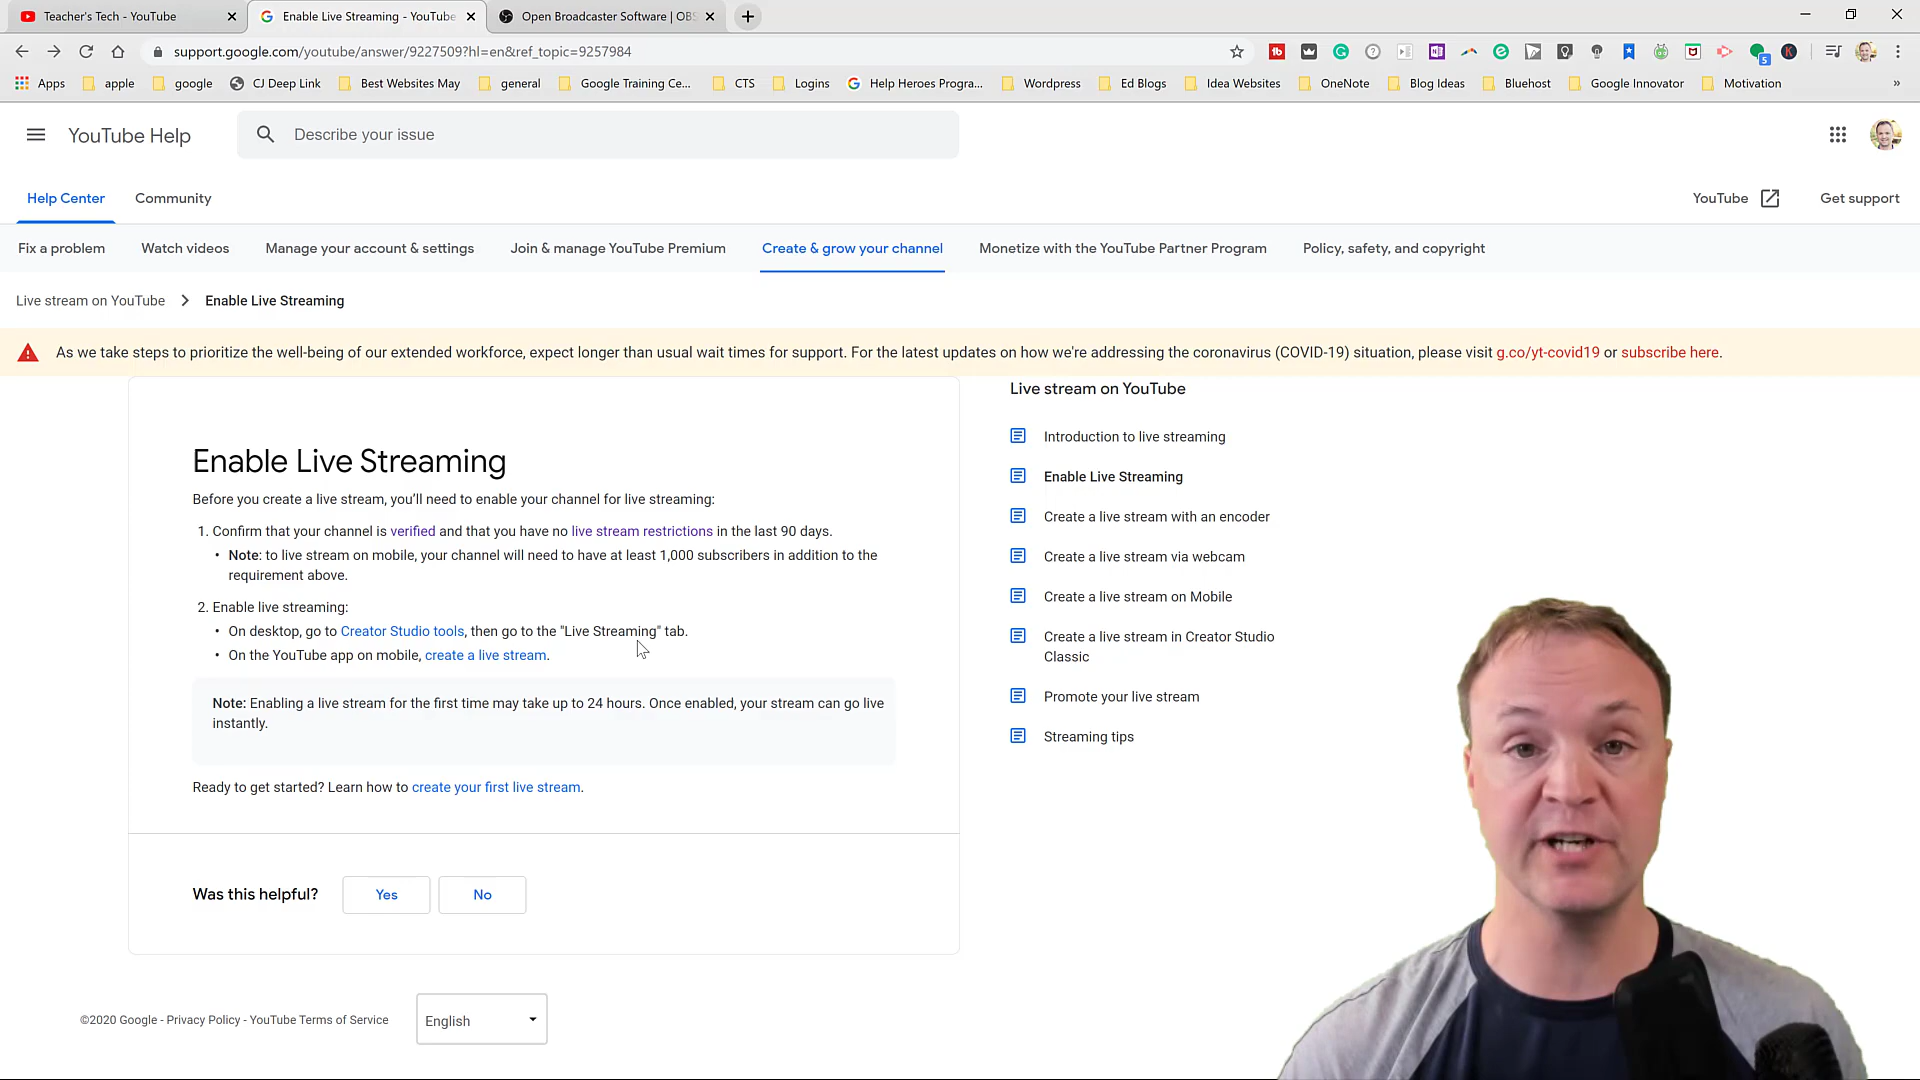 Teacher's Tech - YouTube
Enable Live Streaming - YouTube
Open Broadcaster Software | OBS
support.google.com/youtube/answer/9227509?hl=en&ref_topic=9257984
Apps
apple
google
CJ Deep Link
Best Websites May
general
Google Training Ce...
CTS
Logins
Help Heroes Progra...
Wordpress
Ed Blogs
Idea Websites
OneNote
Blog Ideas
Bluehost
Google Innovator
Motivation
»
YouTube Help
Describe your issue
Help Center
Community
YouTube
Get support
Fix a problem
Watch videos
Manage your account & settings
Join & manage YouTube Premium
Create & grow your channel
Monetize with the YouTube Partner Program
Policy, safety, and copyright
Live stream on YouTube
Enable Live Streaming
As we take steps to prioritize the well-being of our extended workforce, expect longer than usual wait times for support. For the latest updates on how we're addressing the coronavirus (COVID-19) situation, please visit g.co/yt-covid19 or subscribe here.
Enable Live Streaming
Before you create a live stream, you’ll need to enable your channel for live streaming:
1. Confirm that your channel is verified and that you have no live stream restrictions in the last 90 days.
• Note: to live stream on mobile, your channel will need to have at least 1,000 subscribers in addition to the
requirement above.
2. Enable live streaming:
• On desktop, go to Creator Studio tools, then go to the "Live Streaming" tab.
• On the YouTube app on mobile, create a live stream.
Note: Enabling a live stream for the first time may take up to 24 hours. Once enabled, your stream can go live
instantly.
Ready to get started? Learn how to create your first live stream.
Was this helpful?
Yes
No
Live stream on YouTube
Introduction to live streaming
Enable Live Streaming
Create a live stream with an encoder
Create a live stream via webcam
Create a live stream on Mobile
Create a live stream in Creator Studio
Classic
Promote your live stream
Streaming tips
©2020 Google - Privacy Policy - YouTube Terms of Service
English